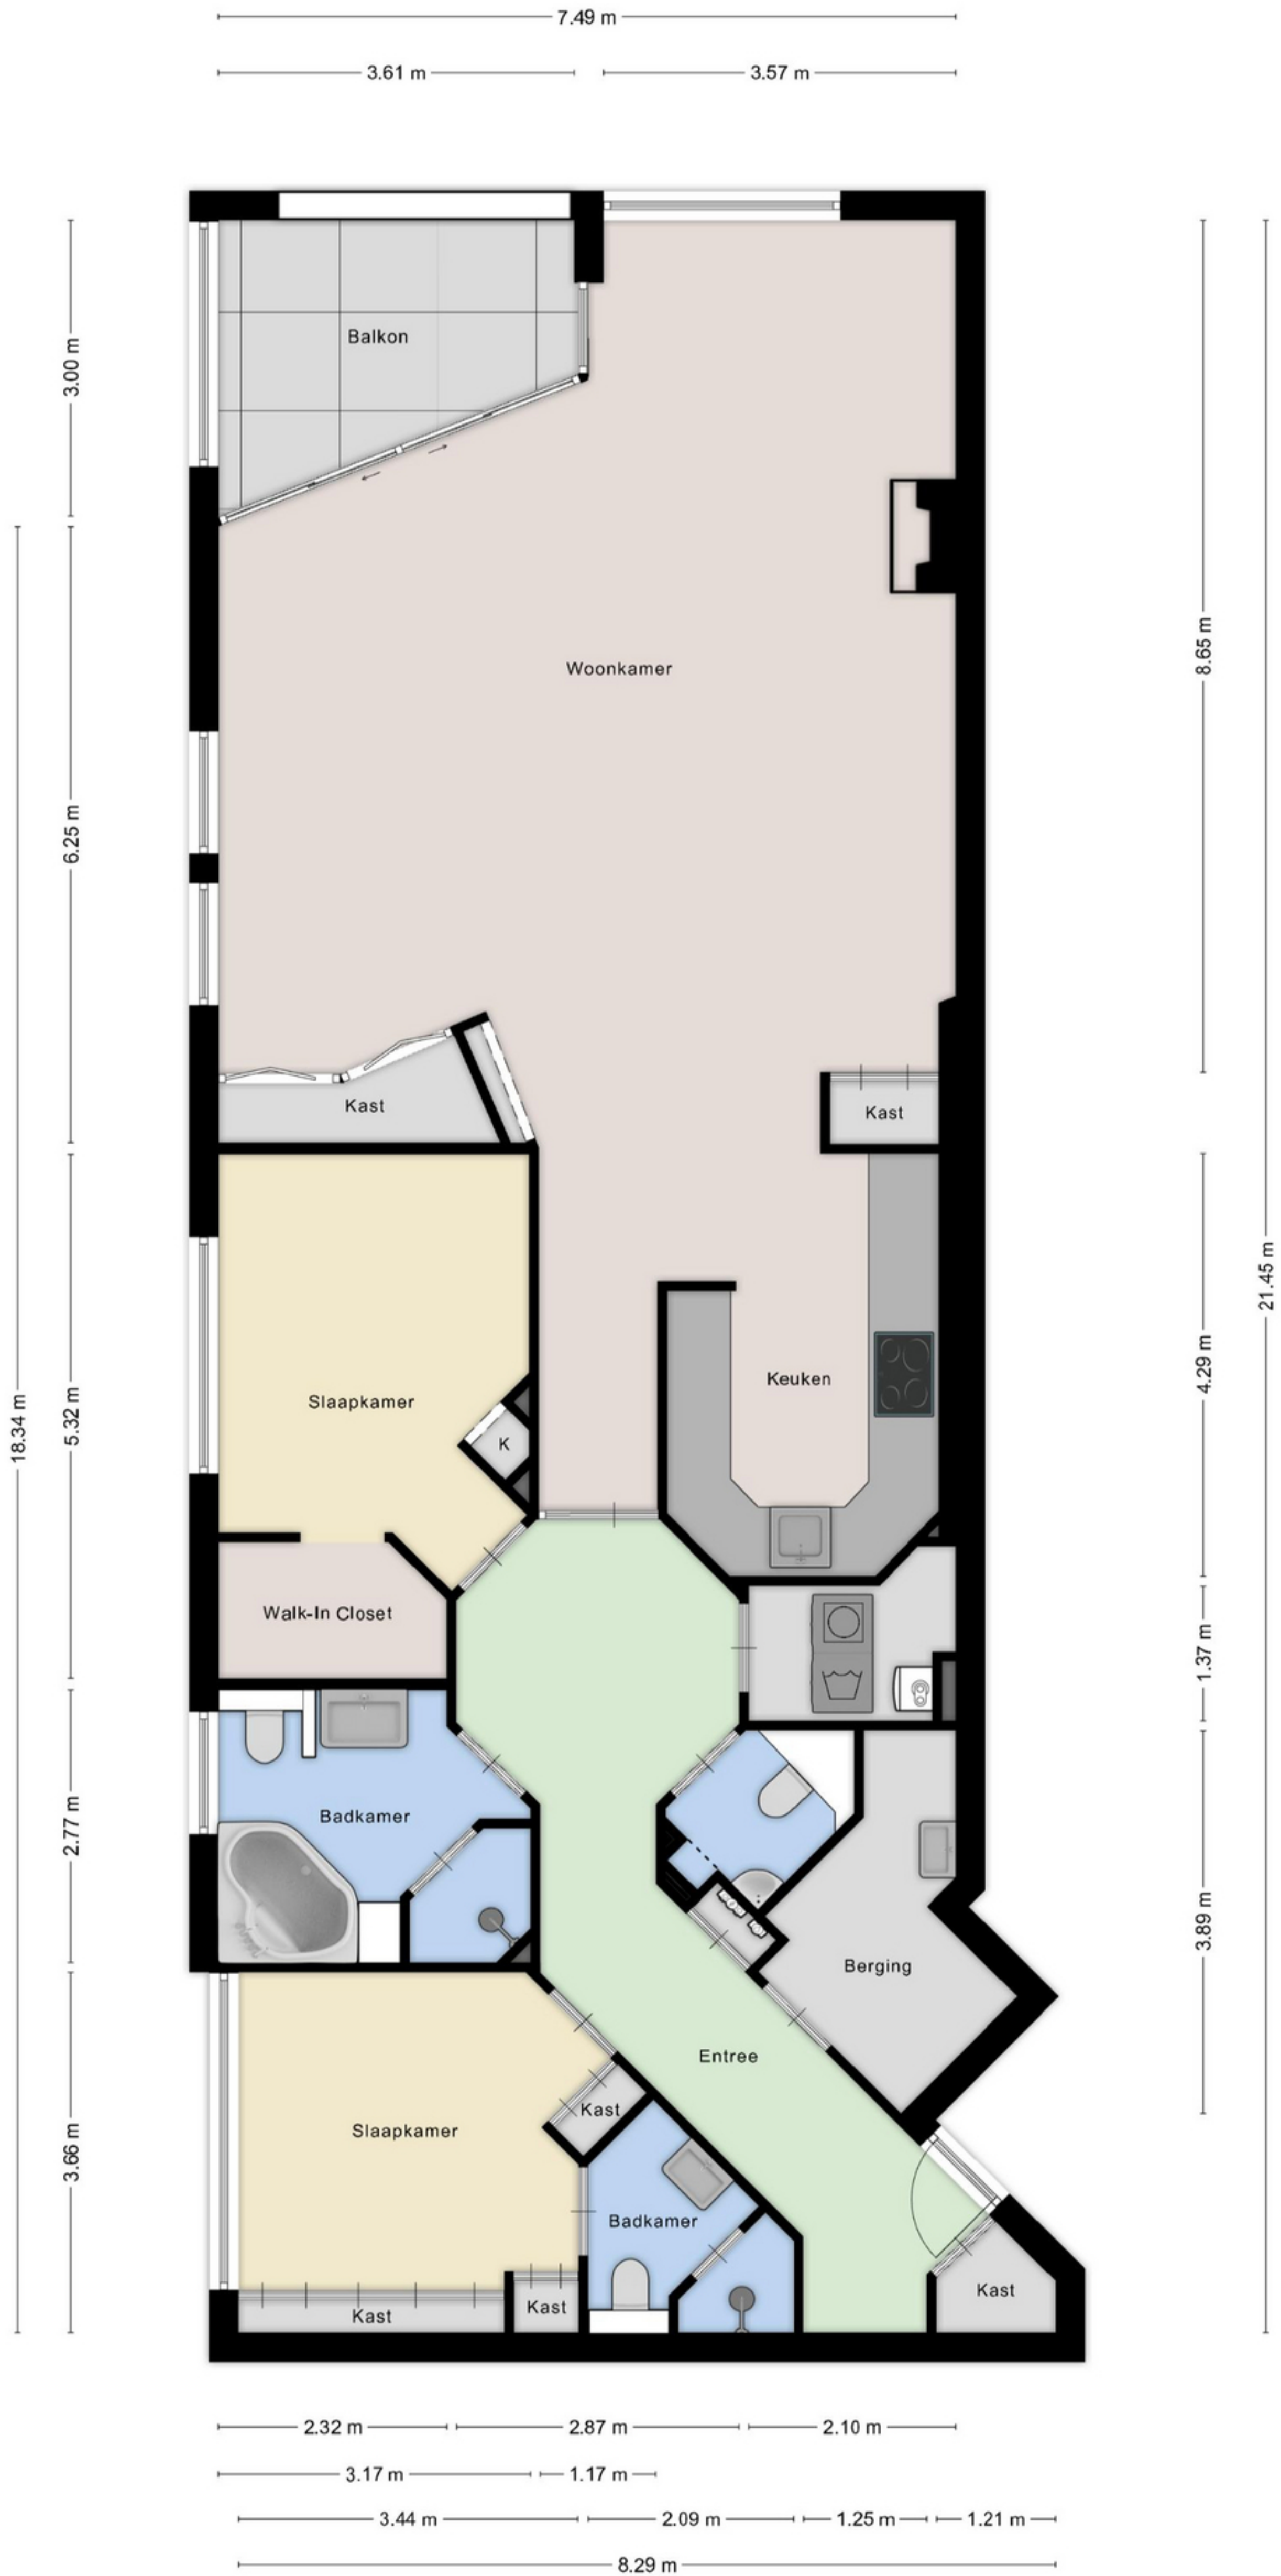 7.49 m
3.61 m
3.57 m
Balkon
3.00 m
Woonkamer
8.65 m
6.25 m
Kast
Kast
21.45 m
Keuken
4.29 m
Slaapkamer
5.32 m
18.34 m
K
Walk-In Closet
1.37 m
Badkamer
2.77 m
3.89 m
Berging
Entree
Kast
Slaapkamer
3.66 m
Badkamer
Kast
Kast
Kast
2.32 m
2.87 m
2.10 m
3.17 m
1.17 m
3.44 m
2.09 m
1.25 m
1.21 m
8.29 m